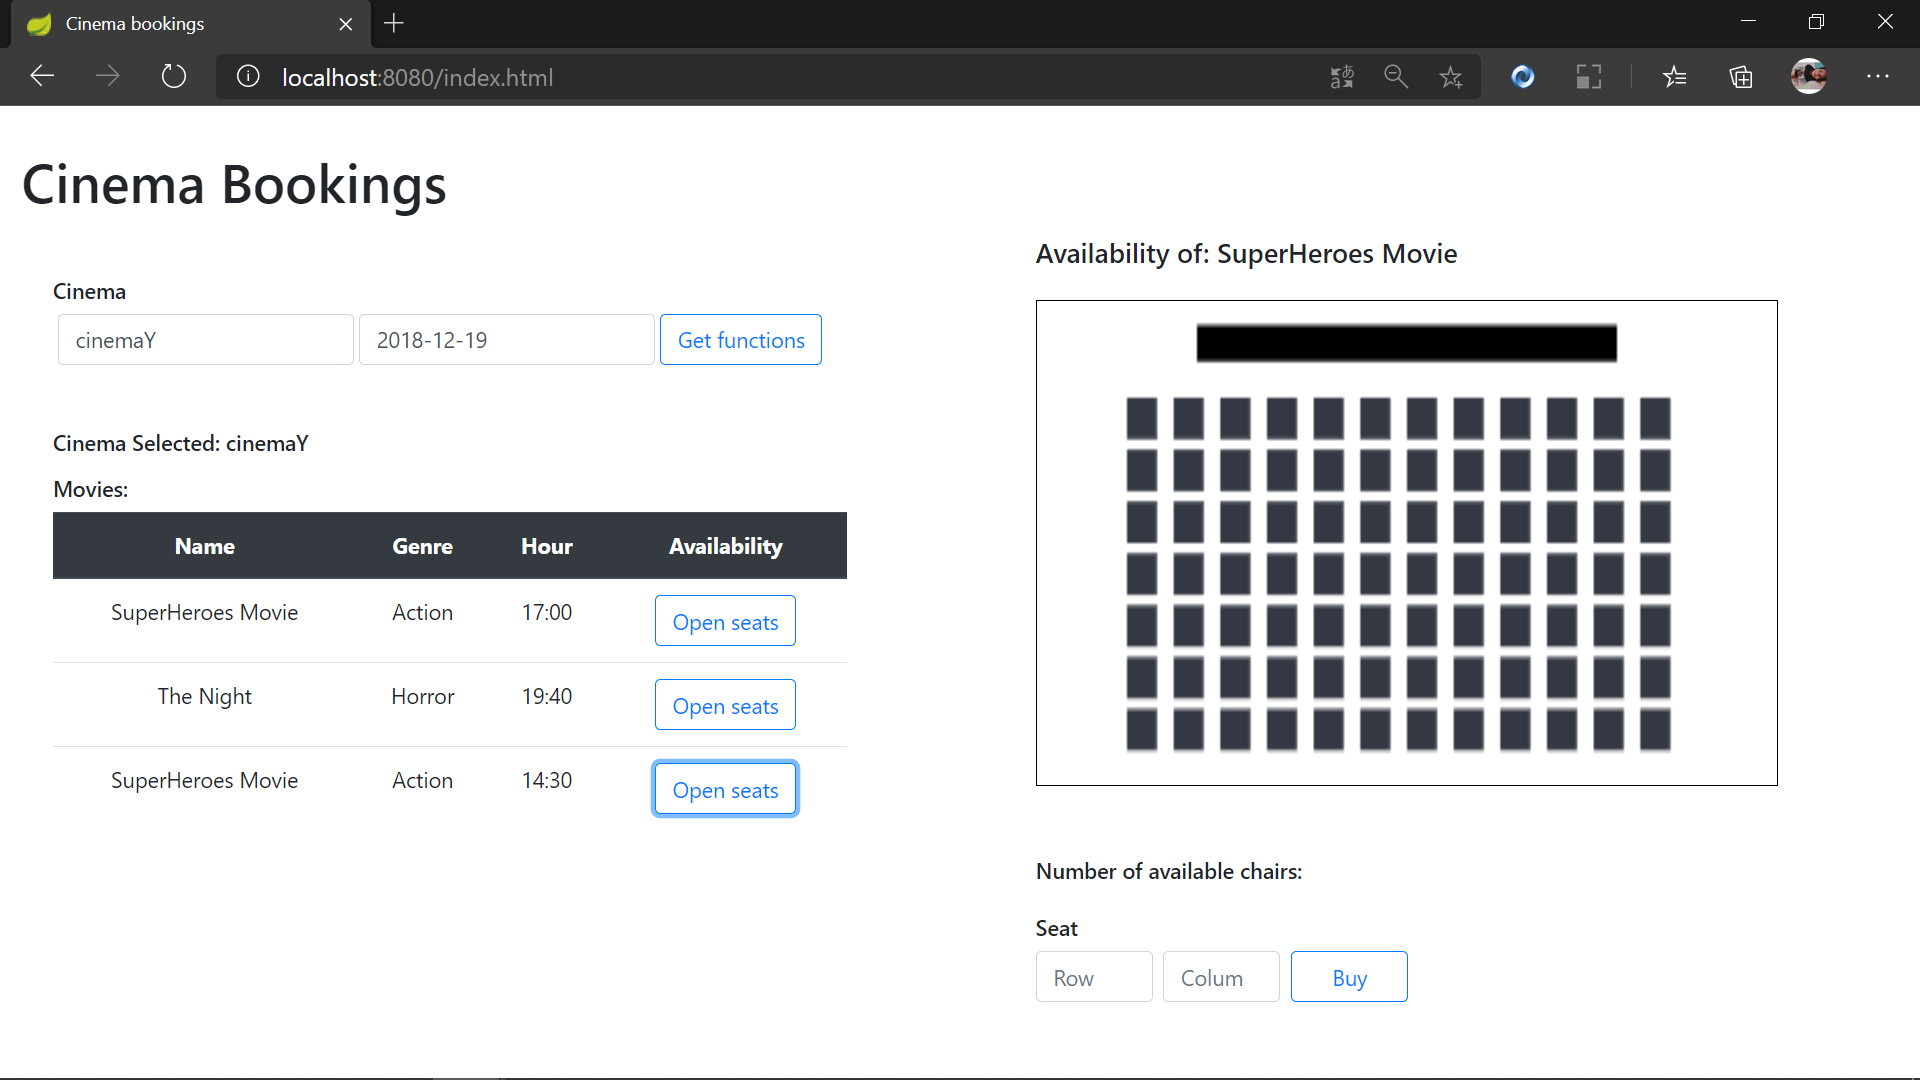 Cinema bookings
localhost:8080/index.html
Cinema Bookings
Cinema
cinemaY 2018-12-19 Get functions
Cinema Selected: cinemaY
Movies:
Name Genre Hour Availability
SuperHeroes Movie Action 17:00 Open seats
The Night Horror 19:40 Open seats
SuperHeroes Movie Action 14:30 Open seats
Availability of: SuperHeroes Movie
Number of available chairs:
Seat
Row Colum Buy